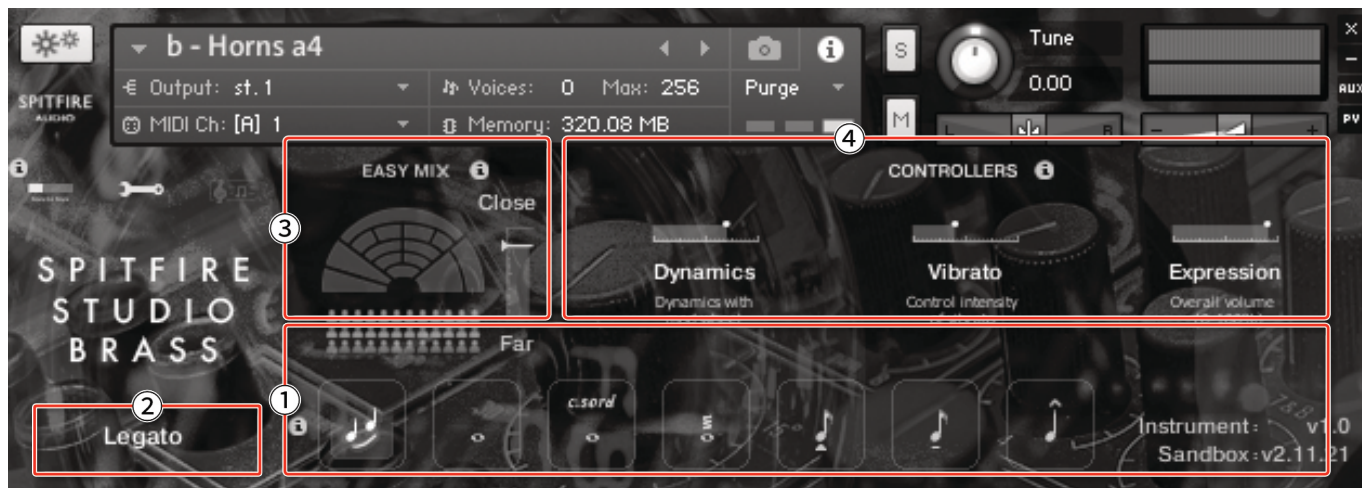 b - Horns a4
S
Tune
X
Output: st.1
Voices: 0 Max: 256
Purge
0.00
AUX
SPITFIRE
AUDIO
MIDI Ch: [A] 1
Memory: 320.08 MB
M
L
R
-
+
PV
④
EASY MIX
CONTROLLERS
Close
③
SPITFIRE
STUDIO
BRASS
Dynamics
Vibrato
Expression
Dynamics with
Control intensity
Overall volume
Far
①
②
c.sord
Legato
Instrument: v1.0
Sandbox: v2.11.21